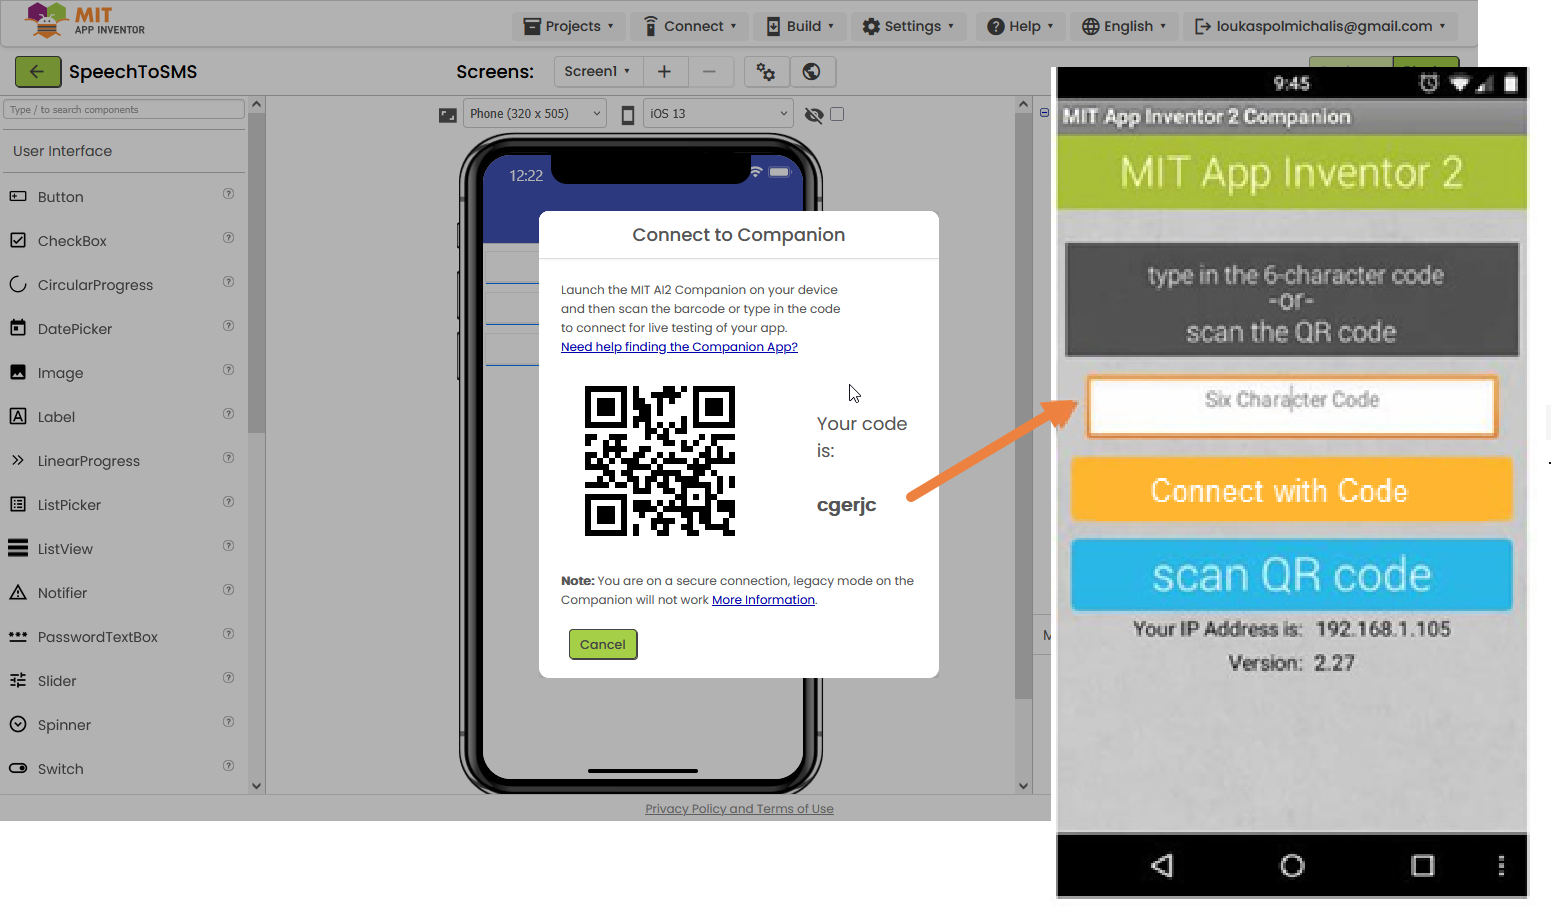 MIT
APP INVENTOR
Projects
Connect
Build
Settings
Help
English
loukaspolmichalis@gmail.com
SpeechToSMS
Screens:
Screen1
Type / to search components
User Interface
Button
CheckBox
CircularProgress
DatePicker
Image
Label
LinearProgress
ListPicker
ListView
Notifier
PasswordTextBox
Slider
Spinner
Switch
Phone (320 x 505)
iOS 13
12:22
Connect to Companion
Launch the MIT AI2 Companion on your device
and then scan the barcode or type in the code
to connect for live testing of your app.
Need help finding the Companion App?
Your code
is:
cgerjc
Note: You are on a secure connection, legacy mode on the
Companion will not work More Information.
Cancel
Privacy Policy and Terms of Use
M
9:45
MIT App Inventor 2 Companion
MIT App Inventor 2
type in the 6-character code
-or-
scan the QR code
Six Character Code
Connect with Code
scan QR code
Your IP Address is: 192.168.1.105
Version: 2.27